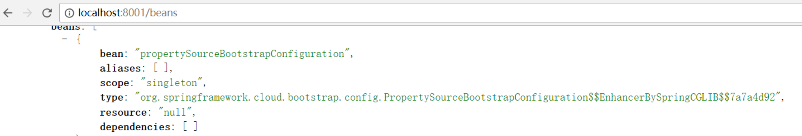 localhost:8001/beans
beans: [
- {
bean: "propertySourceBootstrapConfiguration",
aliases: [ ],
scope: "singleton",
type: "org.springframework.cloud.bootstrap.config.PropertySourceBootstrapConfiguration$$EnhancerBySpringCGLIB$$7a7a4d92",
resource: "null",
dependencies: [ ]